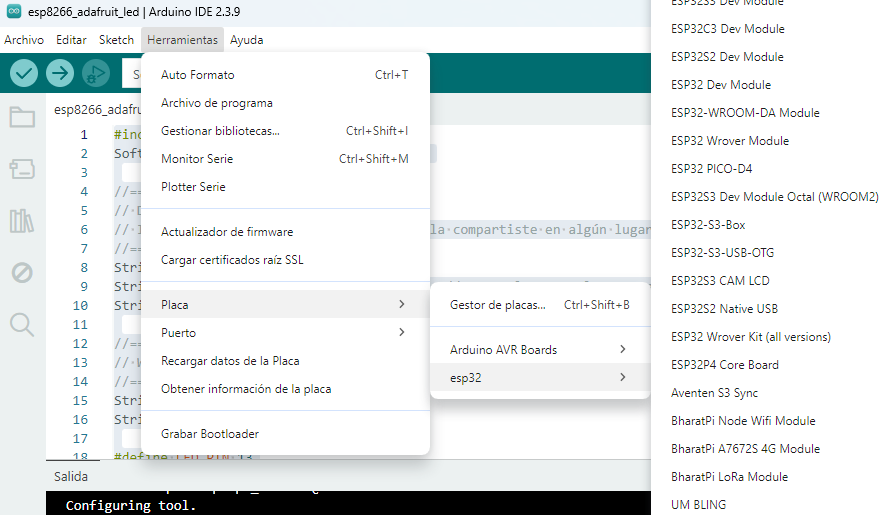 esp8266_adafruit_led | Arduino IDE 2.3.9
Archivo Editar Sketch Herramientas Ayuda
esp8266_adafru
1 #inc
2 Soft
3
4 //==
5 // D
6 // I la compartiste en algún lugar
7 //==
8 Stri
9 Stri
10 Stri
11
12 //==
13 // W
14 //==
15 Stri
16 Stri
17
18 #define LED_PIN 13
Auto Formato Ctrl+T
Archivo de programa
Gestionar bibliotecas... Ctrl+Shift+I
Monitor Serie Ctrl+Shift+M
Plotter Serie
Actualizador de firmware
Cargar certificados raíz SSL
Placa
Puerto
Recargar datos de la Placa
Obtener información de la placa
Grabar Bootloader
Gestor de placas... Ctrl+Shift+B
Arduino AVR Boards
esp32
ESP32S3 Dev Module
ESP32C3 Dev Module
ESP32S2 Dev Module
ESP32 Dev Module
ESP32-WROOM-DA Module
ESP32 Wrover Module
ESP32 PICO-D4
ESP32S3 Dev Module Octal (WROOM2)
ESP32-S3-Box
ESP32-S3-USB-OTG
ESP32S3 CAM LCD
ESP32S2 Native USB
ESP32 Wrover Kit (all versions)
ESP32P4 Core Board
Aventen S3 Sync
BharatPi Node Wifi Module
BharatPi A7672S 4G Module
BharatPi LoRa Module
UM BLING
Salida
Configuring tool.